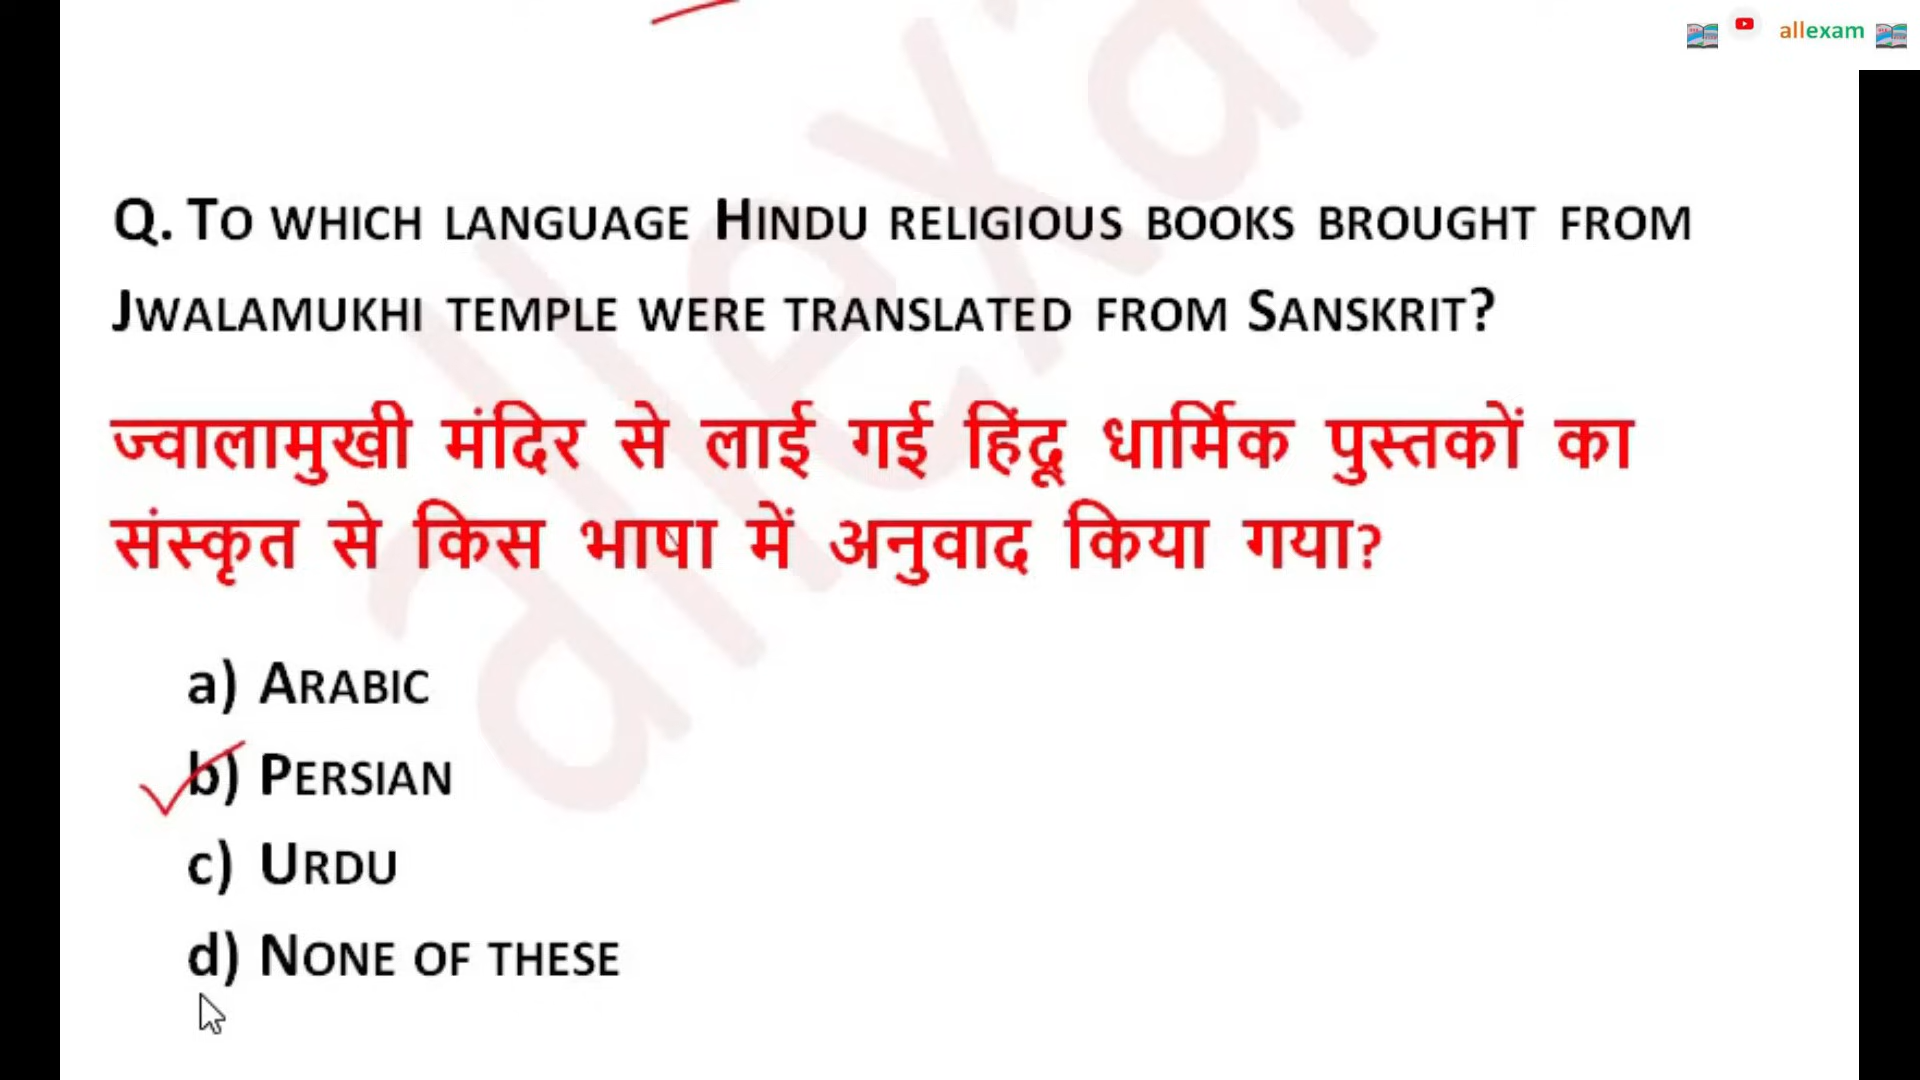 allexam
Q. To which language Hindu religious books brought from
Jwalamukhi temple were translated from Sanskrit?
ज्वालामुखी मंदिर से लाई गई हिंदू धार्मिक पुस्तकों का
संस्कृत से किस भाषा में अनुवाद किया गया?
a) Arabic
b) Persian
c) Urdu
d) None of these